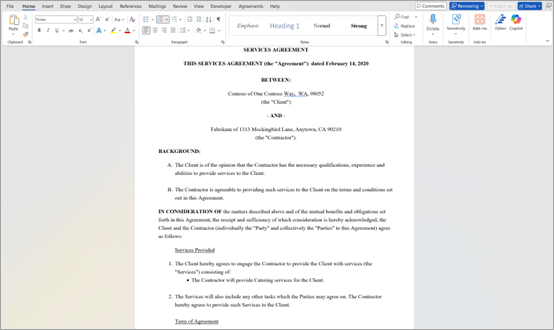 File Home Insert Draw Design Layout References Mailings Review View Developer Agreements Help
Comments Reviewing Share
Paste
Emphasis Heading 1 Normal Strong
Find
Replace
Select
Dictate Sensitivity Add-ins Editor Copilot
Clipboard Font Paragraph Styles Editing Voice Sensitivity Add-ins
SERVICES AGREEMENT
THIS SERVICES AGREEMENT (the "Agreement") dated February 14, 2020
BETWEEN:
Contoso of One Contoso Way, WA, 98052
(the "Client")
- AND -
Fabrikam of 1313 Mockingbird Lane, Anytown, CA 90210
(the "Contractor").
BACKGROUND:
A. The Client is of the opinion that the Contractor has the necessary qualifications, experience and
abilities to provide services to the Client.
B. The Contractor is agreeable to providing such services to the Client on the terms and conditions set
out in this Agreement.
IN CONSIDERATION OF the matters described above and of the mutual benefits and obligations set
forth in this Agreement, the receipt and sufficiency of which consideration is hereby acknowledged, the
Client and the Contractor (individually the "Party" and collectively the "Parties" to this Agreement) agree
as follows:
Services Provided
1. The Client hereby agrees to engage the Contractor to provide the Client with services (the
"Services") consisting of:
• The Contractor will provide Catering services for the Client.
2. The Services will also include any other tasks which the Parties may agree on. The Contractor
hereby agrees to provide such Services to the Client.
Term of Agreement